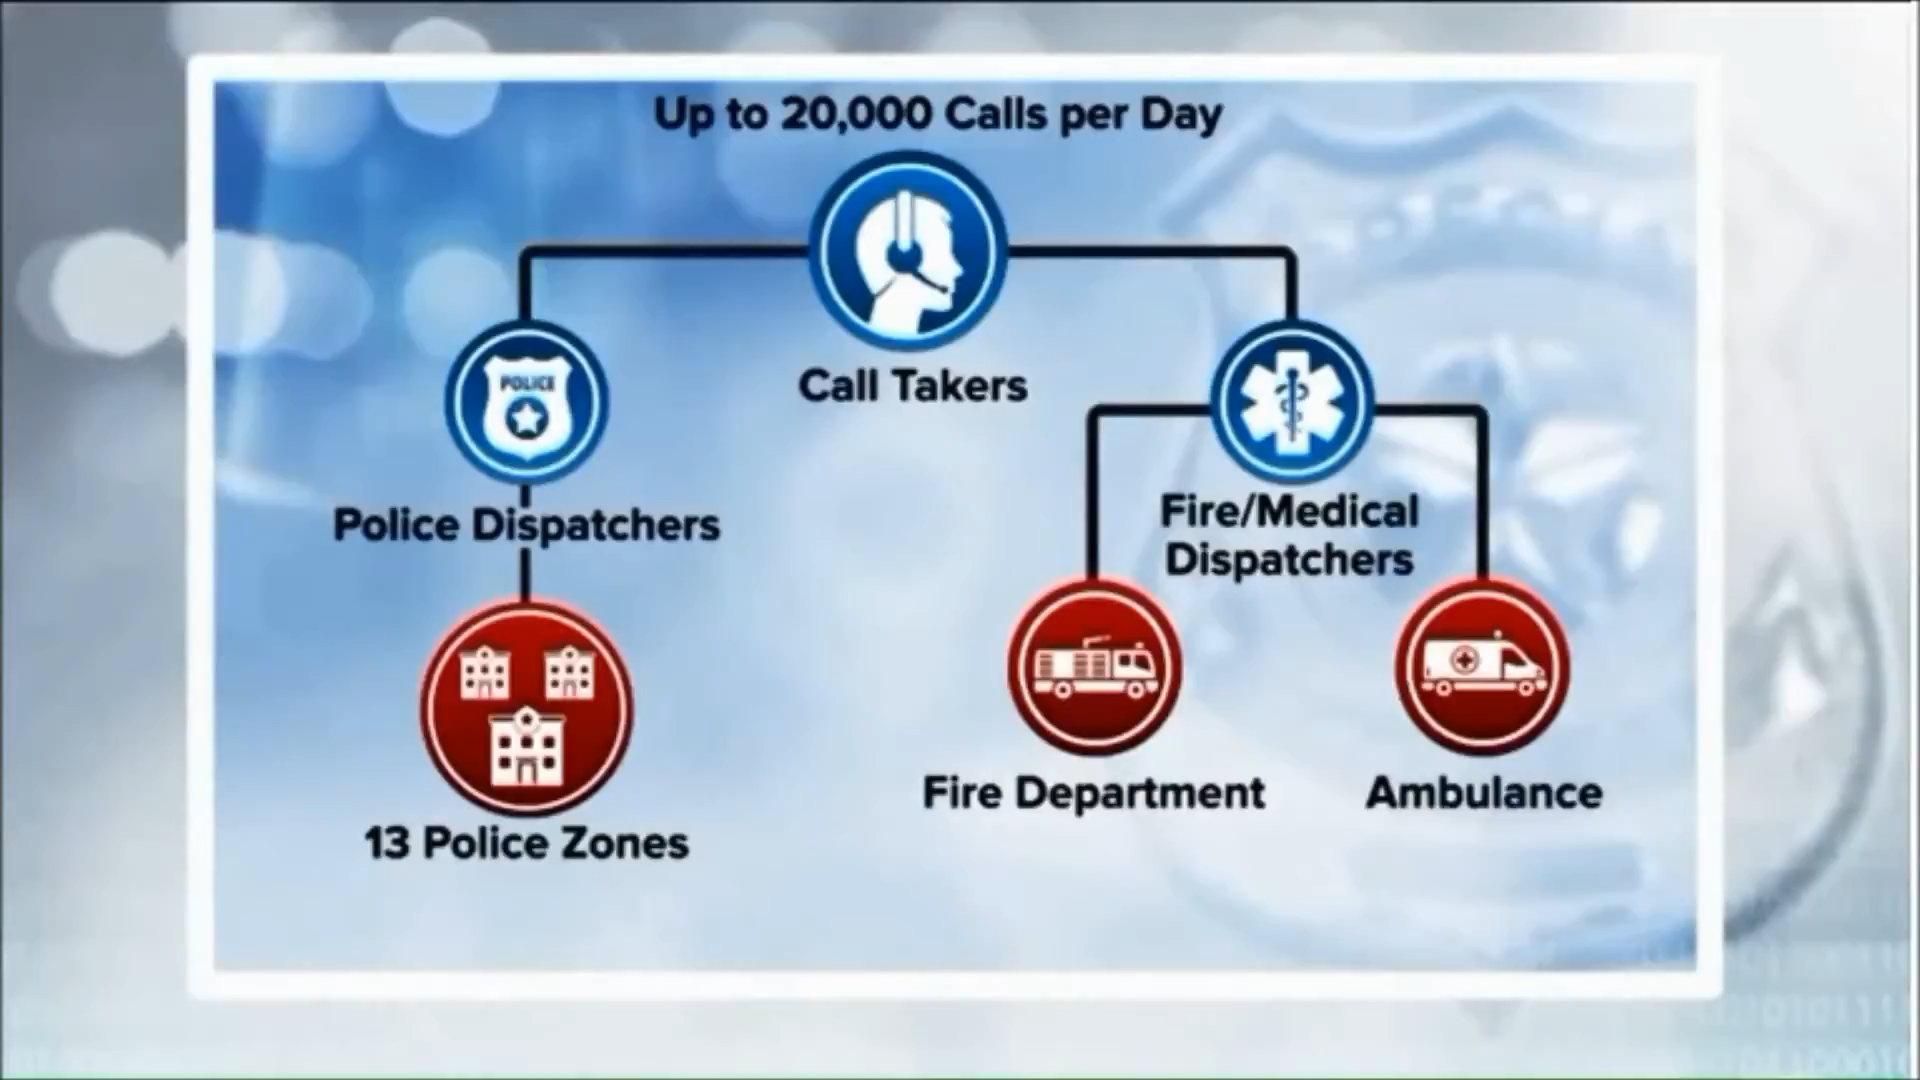 Up to 20,000 Calls per Day
Call Takers
POLICE
Police Dispatchers
Fire/Medical
Dispatchers
13 Police Zones
Fire Department
Ambulance